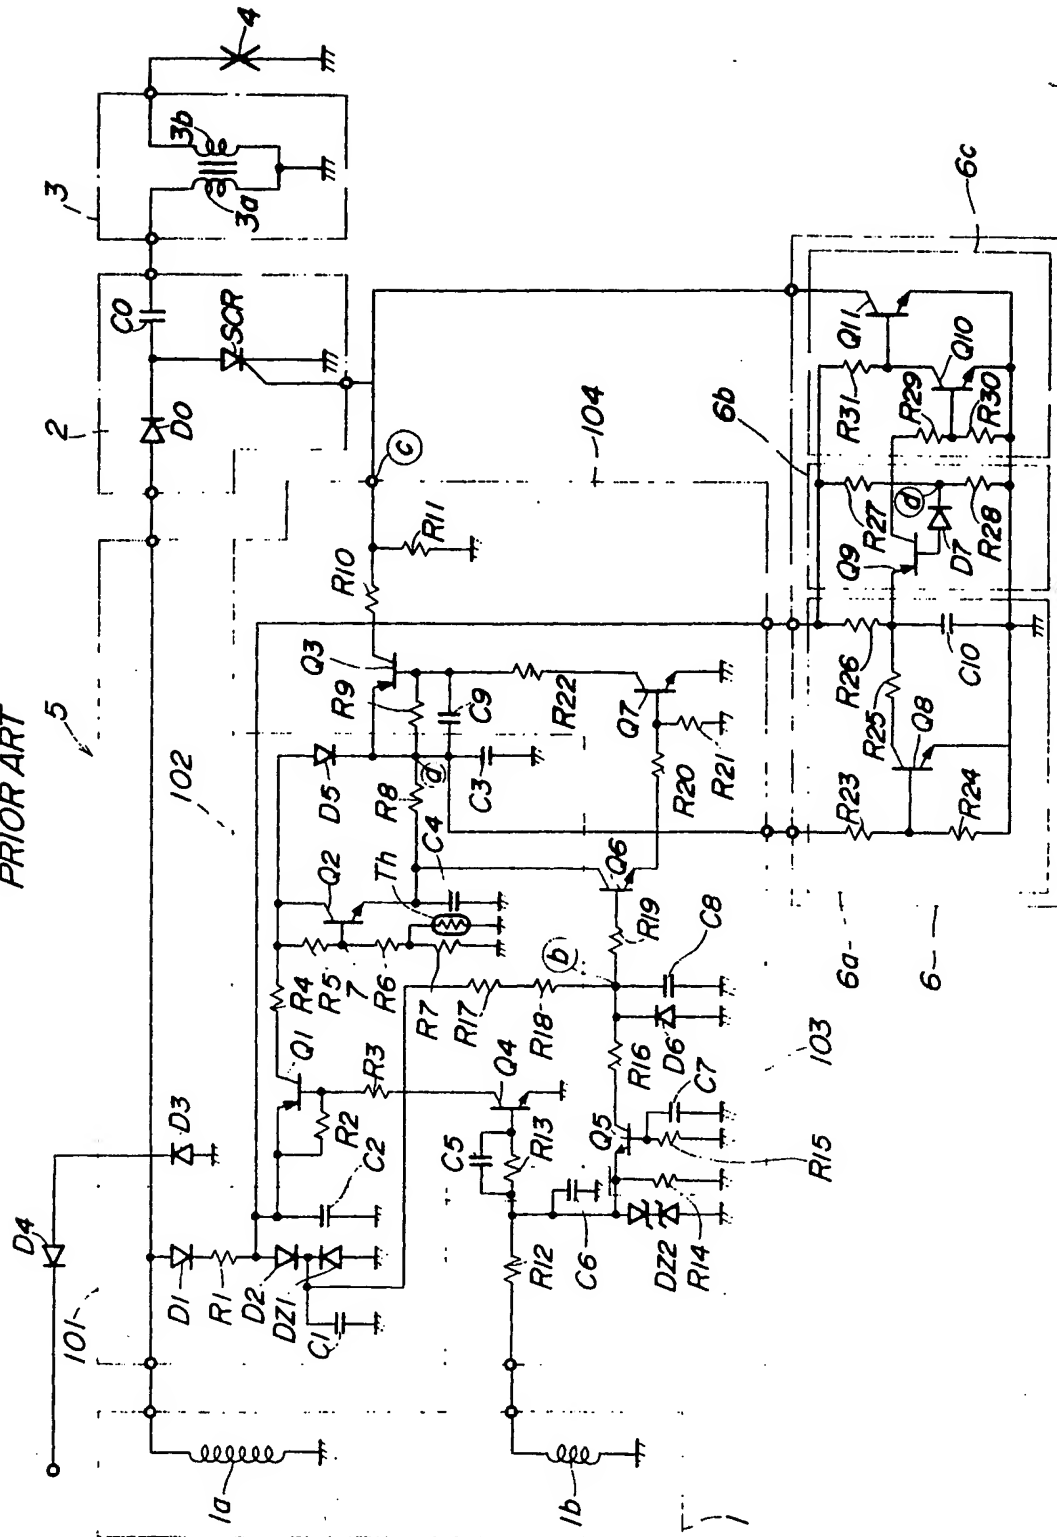 PRIOR ART
5
D4
101
102
2
3
4
D3
D0
C0
SCR
3a
3b
1a
D1
R1
D2
DZ1
C1
C2
Q1
R2
R3
R4
R5
7
R6
R7
Th
Q2
D5
R8
C4
a
R9
C3
C9
Q3
R10
R11
c
104
R22
Q7
R20
R21
Q6
R19
b
C8
R17
R18
R16
D6
C7
Q5
R15
Q4
C5
R13
R12
C6
DZ2
R14
103
1b
1
6a
6
6b
6c
R23
R24
Q8
R25
R26
C10
Q9
R27
D7
d
R28
R29
R30
R31
Q10
Q11